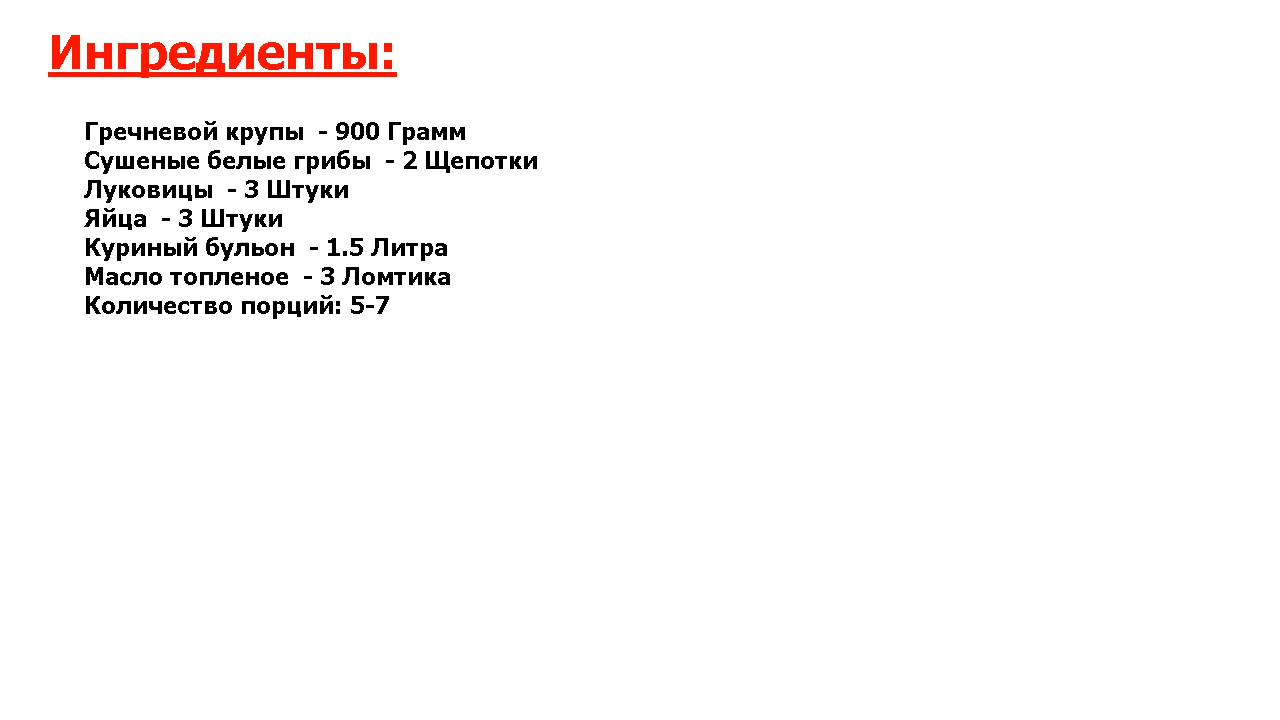 Ингредиенты:
Гречневой крупы  - 900 Грамм
Сушеные белые грибы  - 2 Щепотки
Луковицы  - 3 Штуки
Яйца  - 3 Штуки
Куриный бульон  - 1.5 Литра
Масло топленое  - 3 Ломтика
Количество порций: 5-7